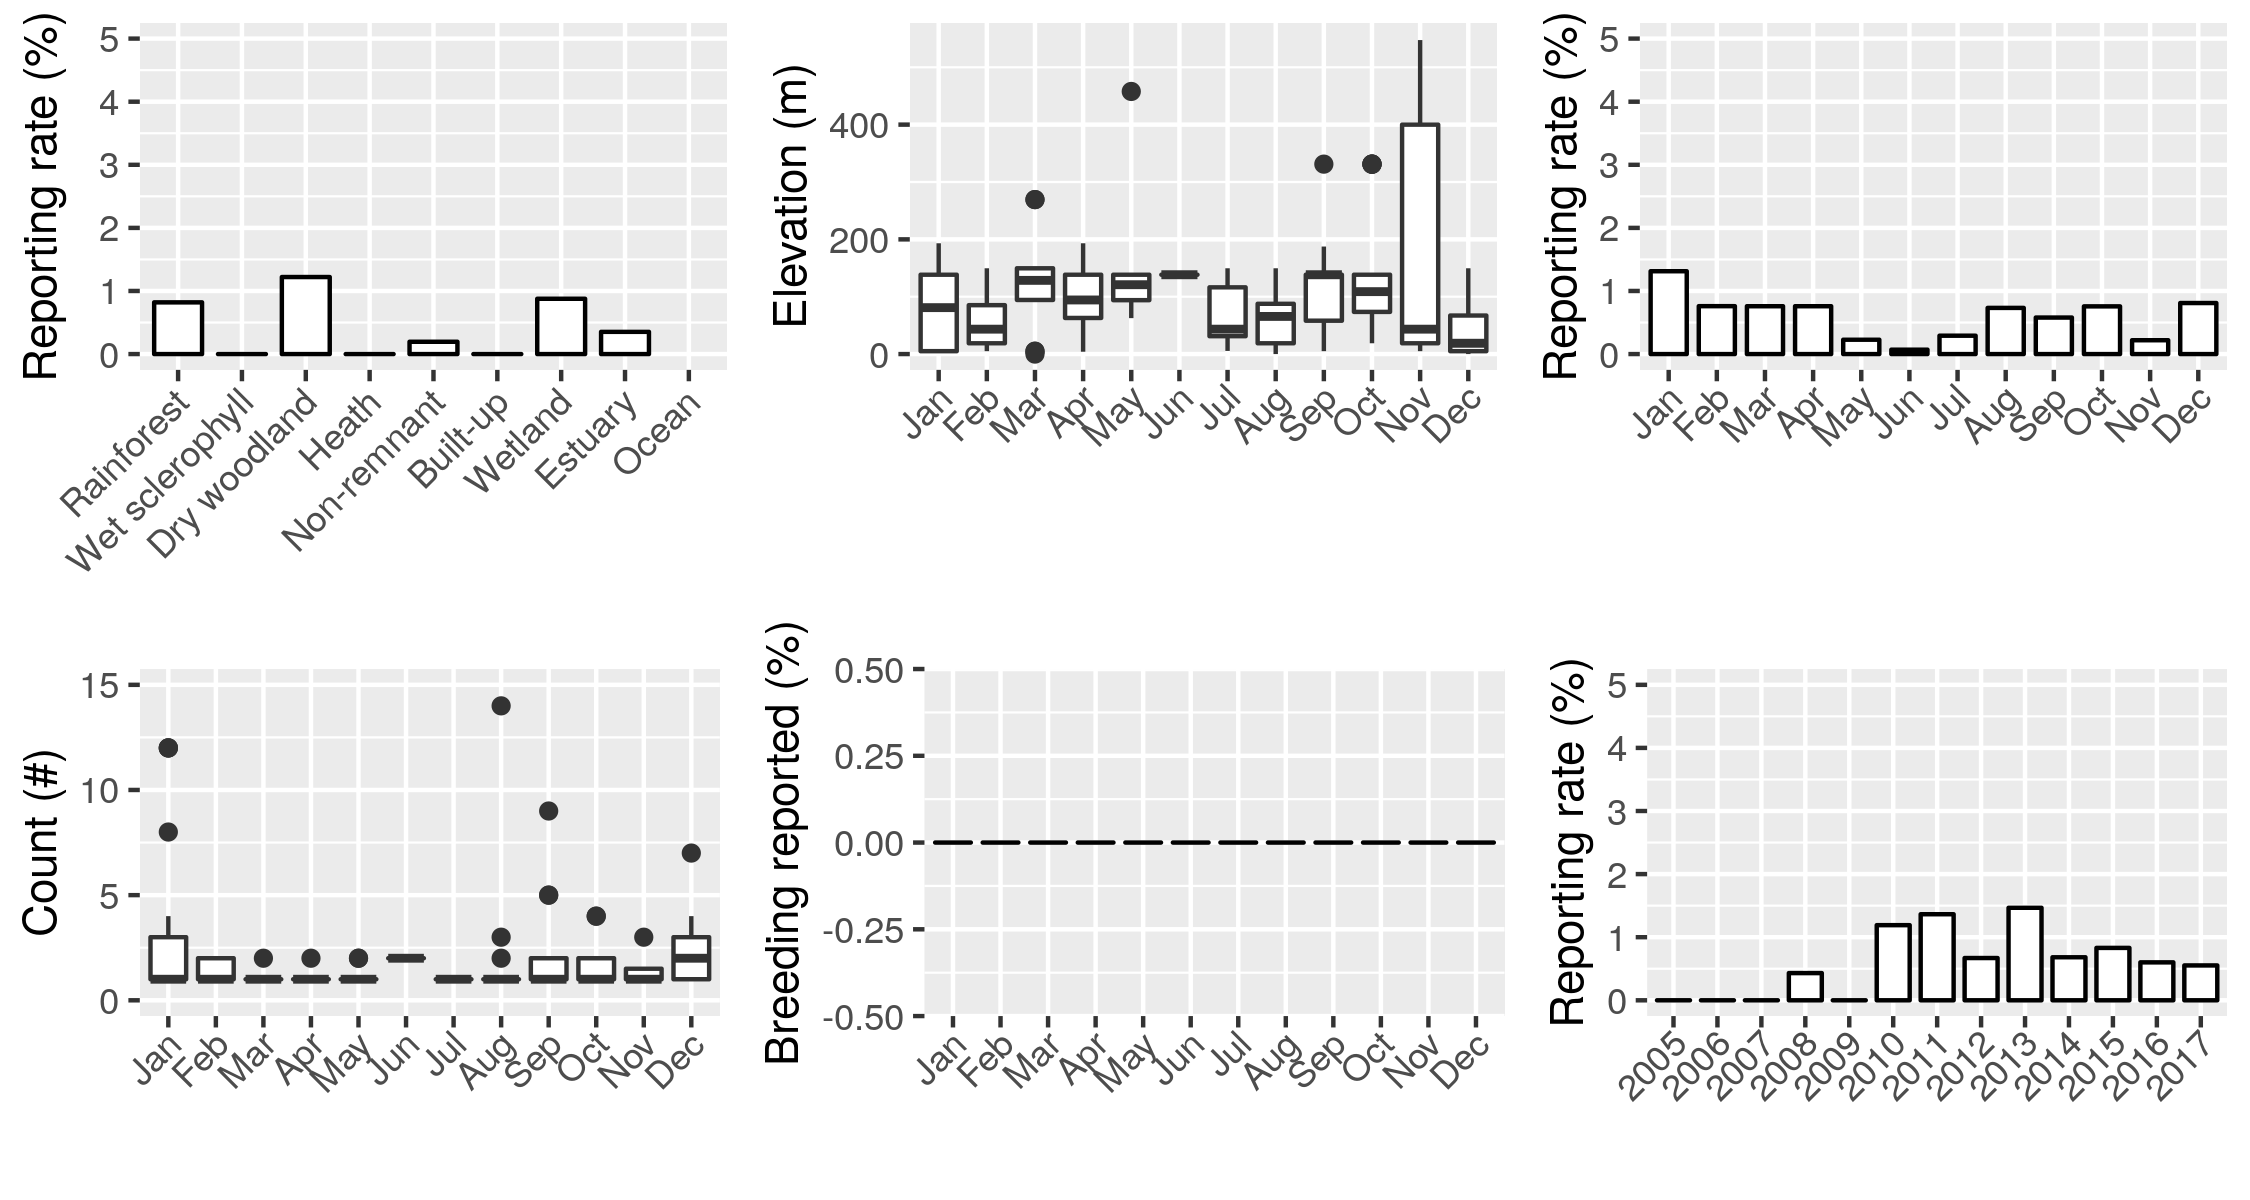 Reporting rate (%)
5
4
3
2
1
0
Rainforest
Wet sclerophyll
Dry woodland
Heath
Non-remnant
Built-up
Wetland
Estuary
Ocean
Elevation (m)
400
200
0
Jan Feb Mar Apr May Jun Jul Aug Sep Oct Nov Dec
Reporting rate (%)
5
4
3
2
1
0
Jan Feb Mar Apr May Jun Jul Aug Sep Oct Nov Dec
Count (#)
15
10
5
0
Jan Feb Mar Apr May Jun Jul Aug Sep Oct Nov Dec
Breeding reported (%)
0.50
0.25
0.00
-0.25
-0.50
Jan Feb Mar Apr May Jun Jul Aug Sep Oct Nov Dec
Reporting rate (%)
5
4
3
2
1
0
2005 2006 2007 2008 2009 2010 2011 2012 2013 2014 2015 2016 2017